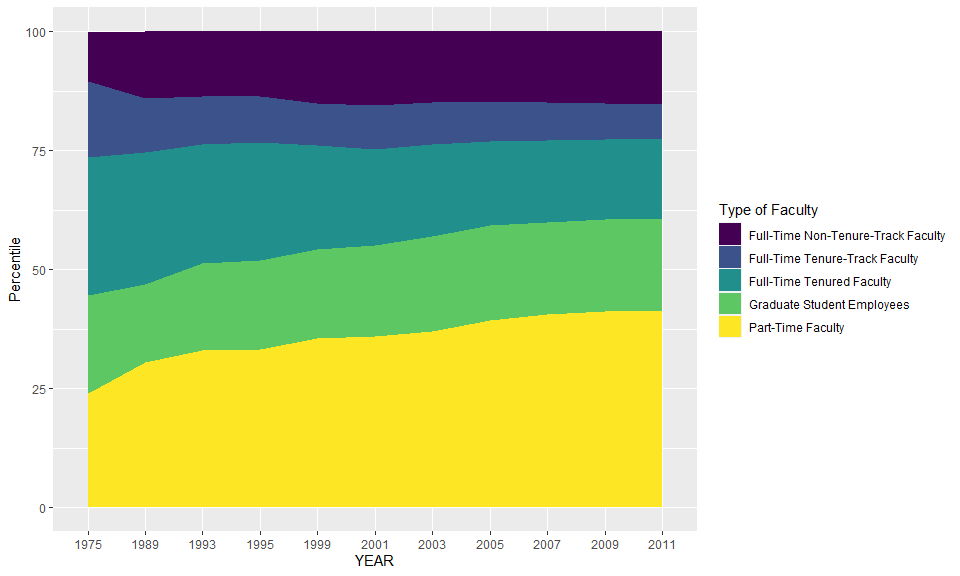 100
75
50
25
0
Percentile
1975 1989 1993 1995 1999 2001 2003 2005 2007 2009 2011
YEAR
Type of Faculty
Full-Time Non-Tenure-Track Faculty
Full-Time Tenure-Track Faculty
Full-Time Tenured Faculty
Graduate Student Employees
Part-Time Faculty